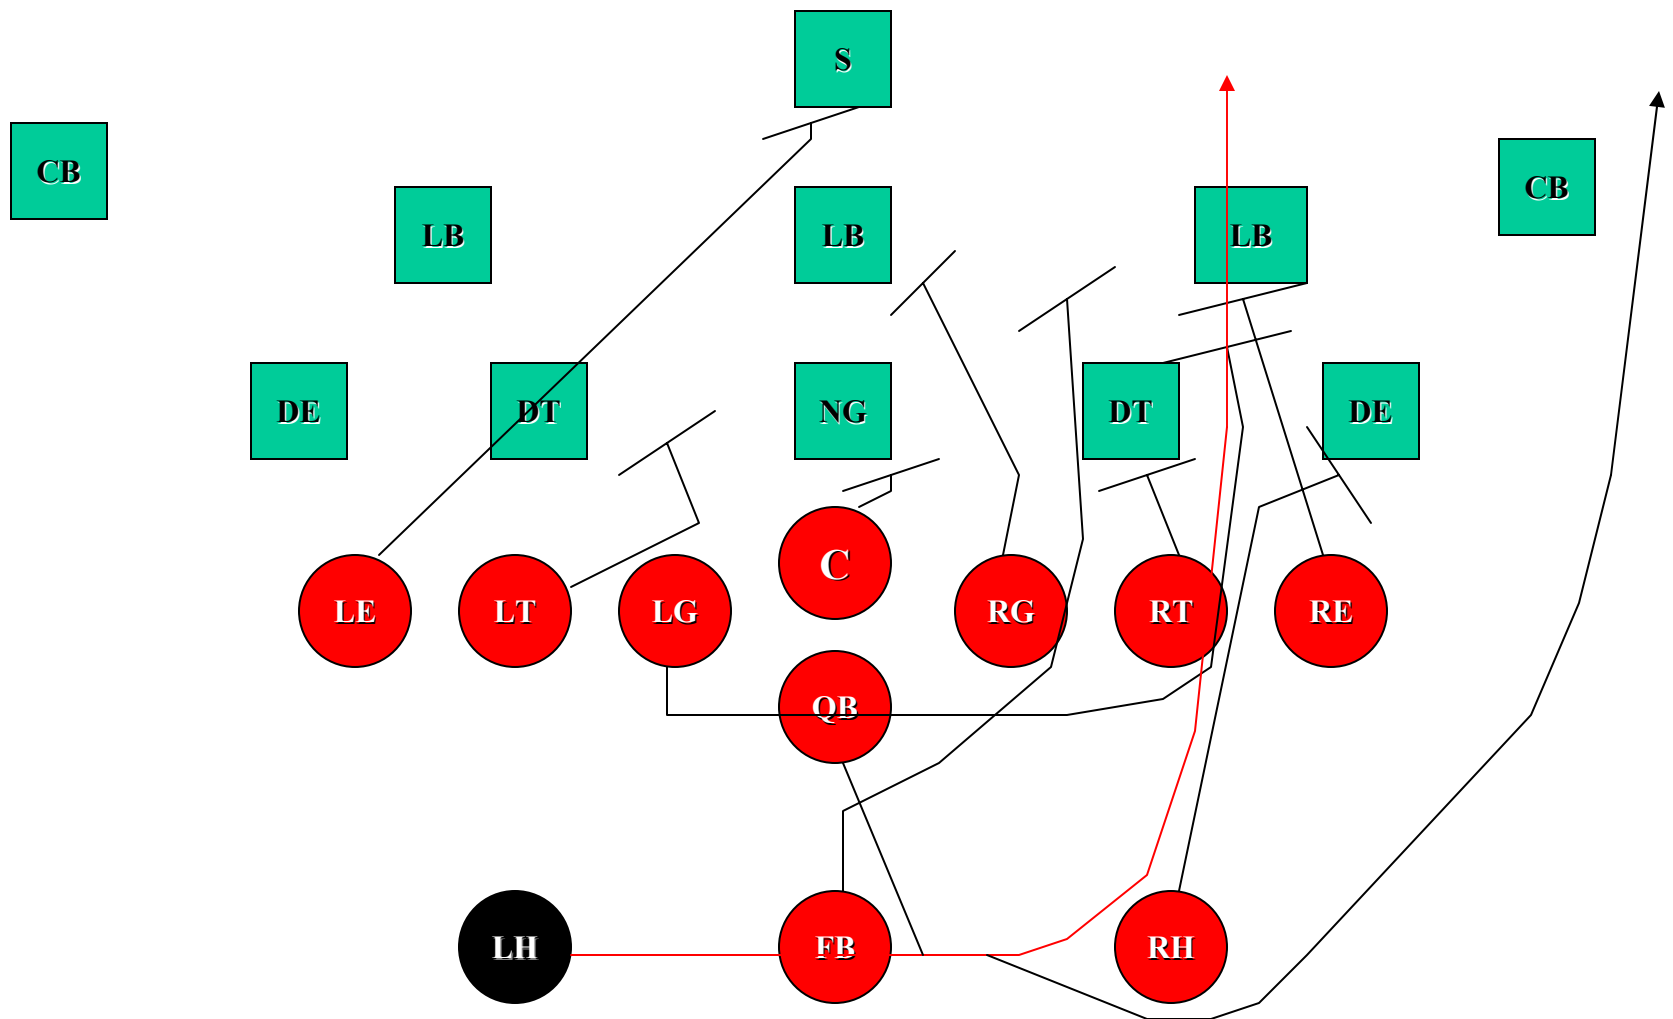 S
CB
CB
LB
LB
LB
DE
DT
NG
DT
DE
C
LE
LT
LG
RG
RT
RE
QB
LH
FB
RH